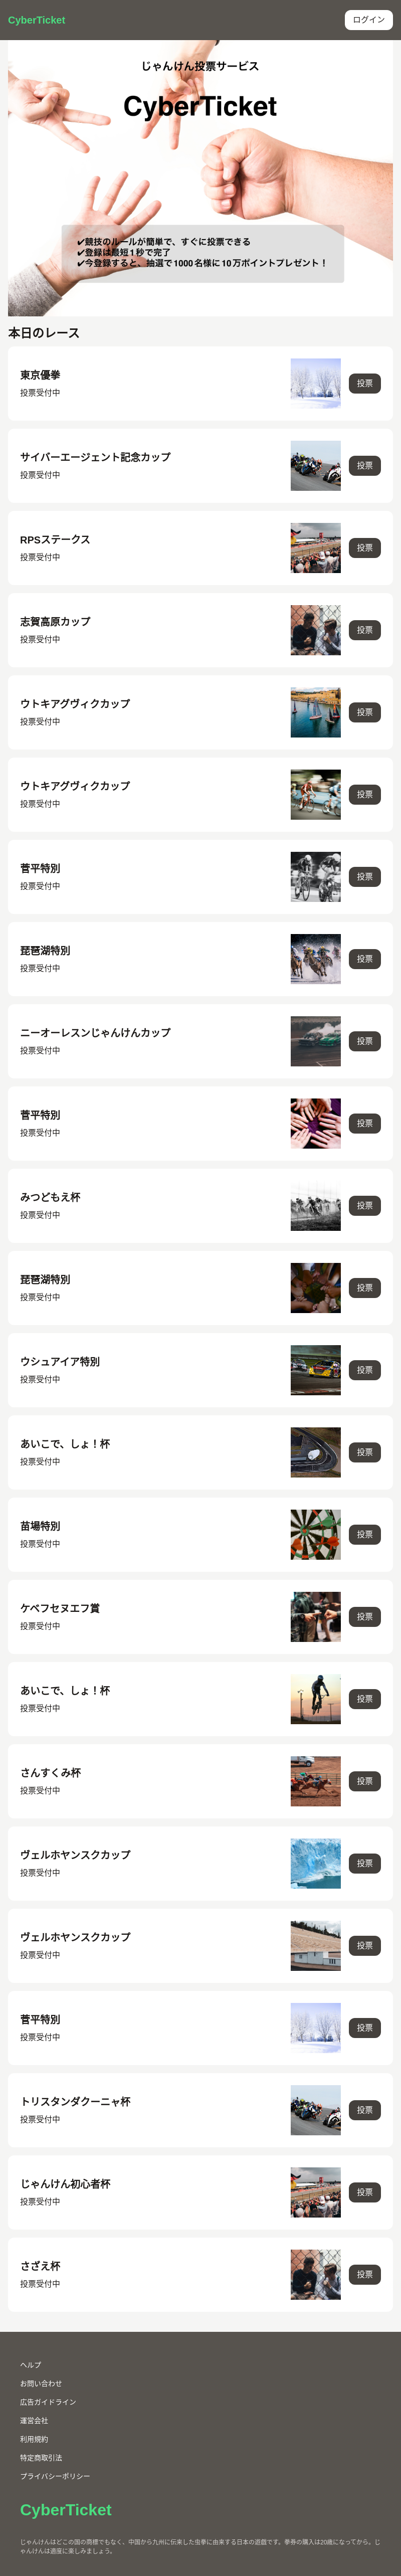 CyberTicket
ログイン
じゃんけん投票サービス
CyberTicket
✔競技のルールが簡単で、すぐに投票できる
✔登録は最短1秒で完了
✔今登録すると、抽選で1000名様に10万ポイントプレゼント！
本日のレース
東京優拳
投票受付中
投票
サイバーエージェント記念カップ
投票受付中
投票
RPSステークス
投票受付中
投票
志賀高原カップ
投票受付中
投票
ウトキアグヴィクカップ
投票受付中
投票
ウトキアグヴィクカップ
投票受付中
投票
菅平特別
投票受付中
投票
琵琶湖特別
投票受付中
投票
ニーオーレスンじゃんけんカップ
投票受付中
投票
菅平特別
投票受付中
投票
みつどもえ杯
投票受付中
投票
琵琶湖特別
投票受付中
投票
ウシュアイア特別
投票受付中
投票
あいこで、しょ！杯
投票受付中
投票
苗場特別
投票受付中
投票
ケベフセヌエフ賞
投票受付中
投票
あいこで、しょ！杯
投票受付中
投票
さんすくみ杯
投票受付中
投票
ヴェルホヤンスクカップ
投票受付中
投票
ヴェルホヤンスクカップ
投票受付中
投票
菅平特別
投票受付中
投票
トリスタンダクーニャ杯
投票受付中
投票
じゃんけん初心者杯
投票受付中
投票
さざえ杯
投票受付中
投票
ヘルプ
お問い合わせ
広告ガイドライン
運営会社
利用規約
特定商取引法
プライバシーポリシー
CyberTicket
じゃんけんはどこの国の商標でもなく、中国から九州に伝来した虫拳に由来する日本の遊戯です。拳券の購入は20歳になってから。じ
ゃんけんは適度に楽しみましょう。